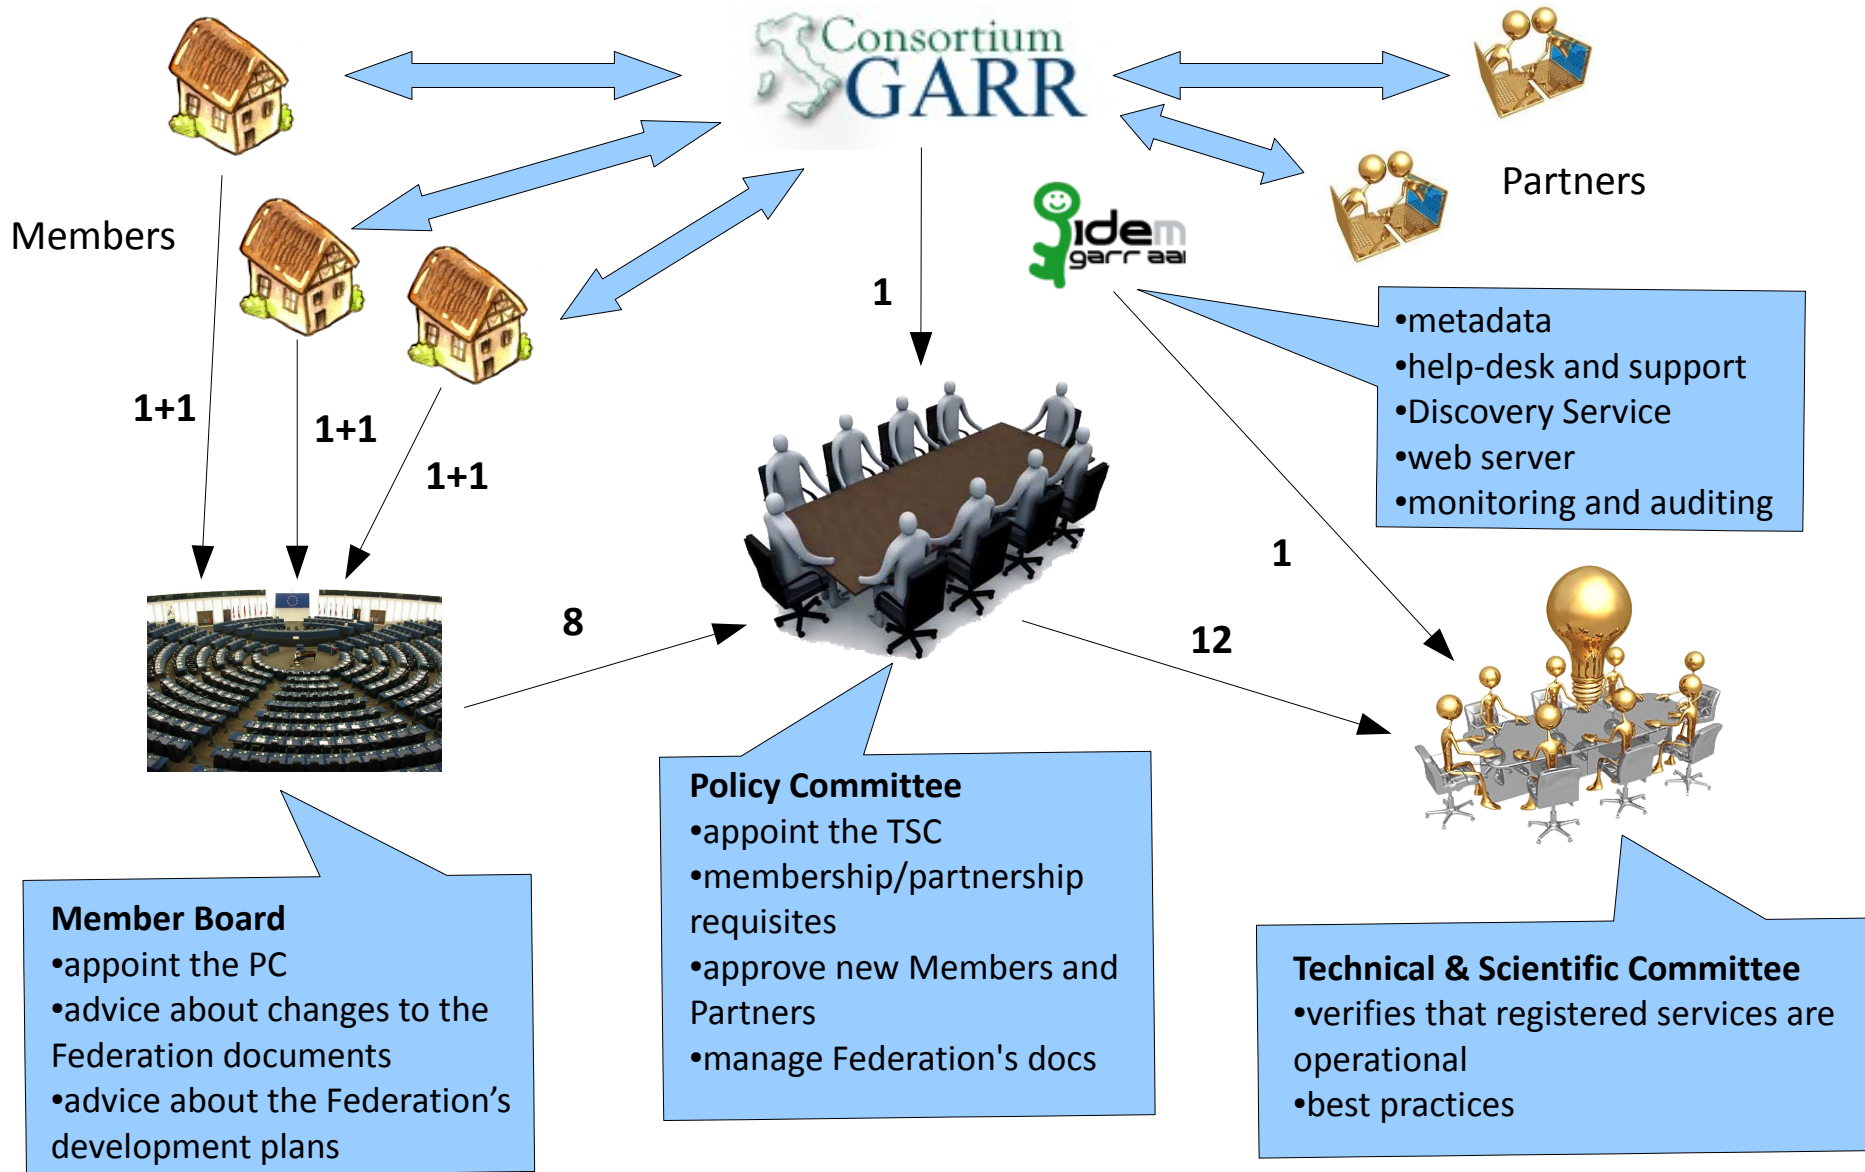 Consortium
GARR
Members
Partners
idem
garr aai
1
•metadata
•help-desk and support
•Discovery Service
•web server
•monitoring and auditing
1+1
1+1
1+1
8
1
12
Member Board
•appoint the PC
•advice about changes to the
Federation documents
•advice about the Federation’s
development plans
Policy Committee
•appoint the TSC
•membership/partnership
requisites
•approve new Members and
Partners
•manage Federation's docs
Technical & Scientific Committee
•verifies that registered services are
operational
•best practices